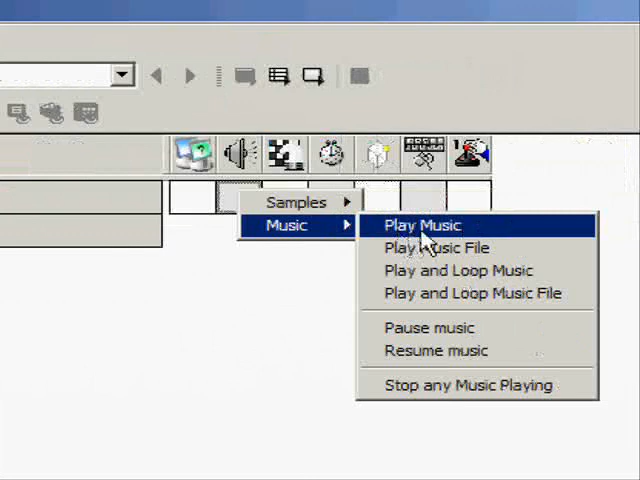 Samples
Music
Play Music
Play Music File
Play and Loop Music
Play and Loop Music File
Pause music
Resume music
Stop any Music Playing